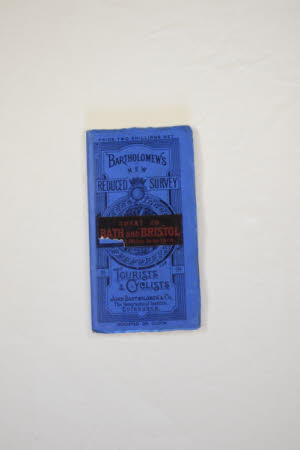 PRICE TWO SHILLINGS NET
BARTHOLOMEW'S
NEW
REDUCED SURVEY
SHEET
BATH AND BRISTOL
TOURISTS
& CYCLISTS
JOHN BARTHOLOMEW & CO.
The Geographical Institute
Edinburgh.
MOUNTED ON CLOTH